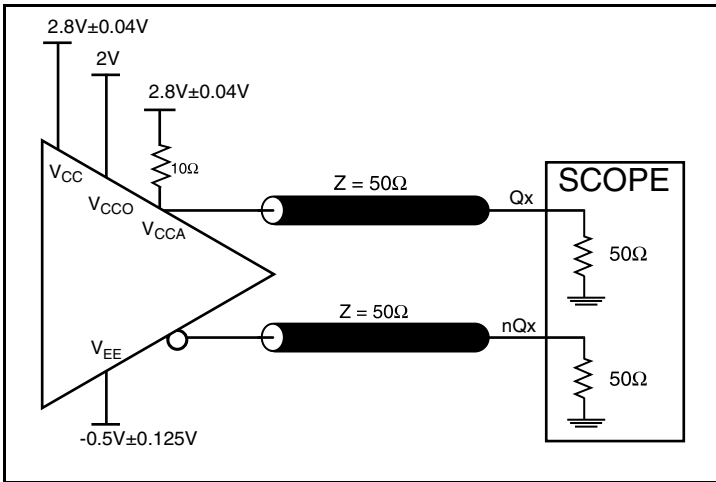 2.8V±0.04V
2V
2.8V±0.04V
10Ω
VCC
VCCO
VCCA
VEE
-0.5V±0.125V
Z = 50Ω
Qx
SCOPE
50Ω
Z = 50Ω
nQx
50Ω